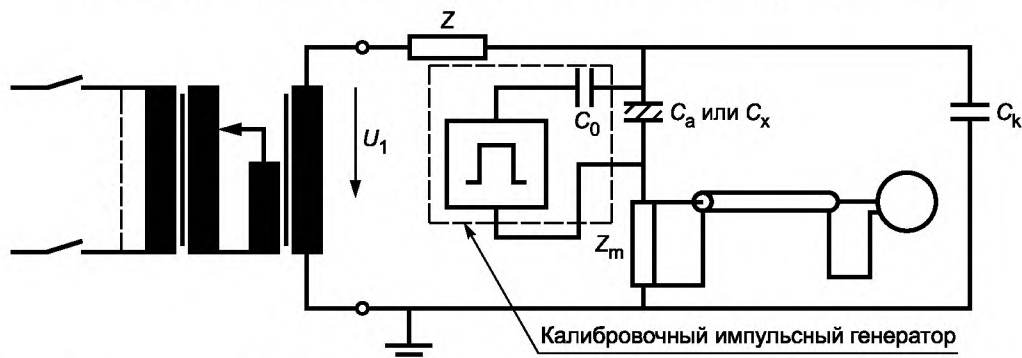 Z
C₀
Cₐ или Cₓ
Cₖ
U₁
Zₘ
Калибровочный импульсный генератор